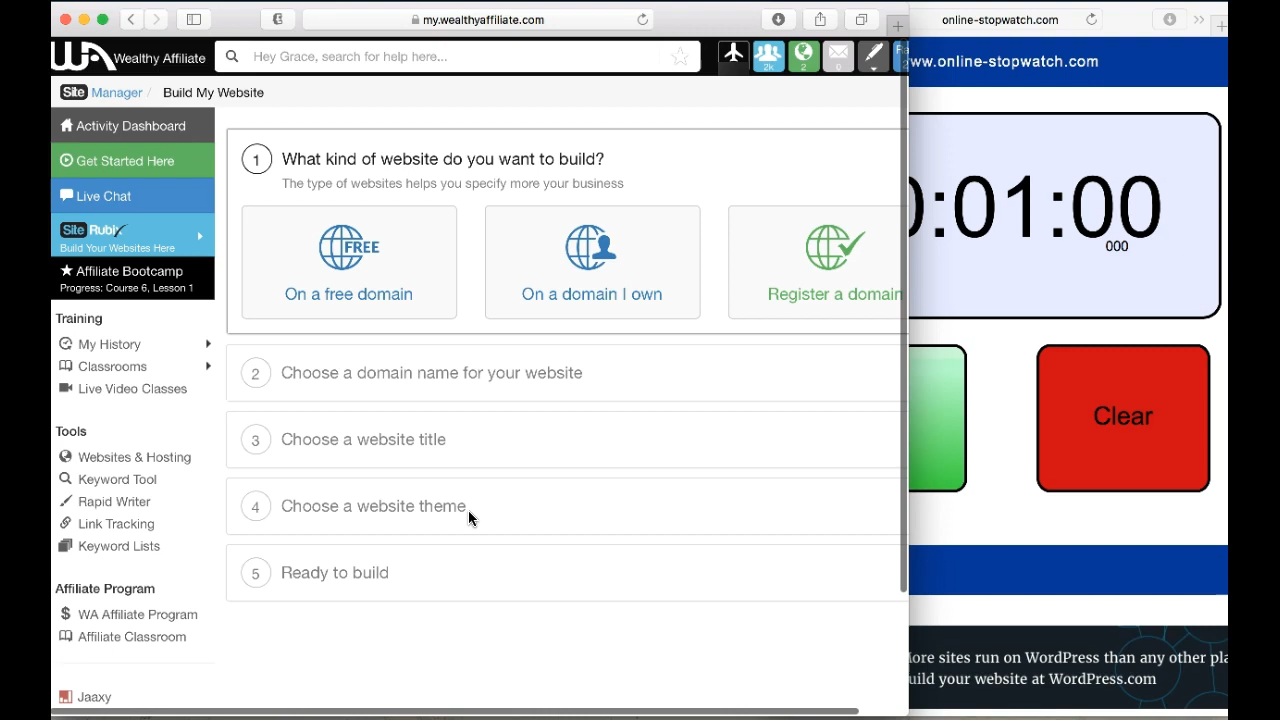 my.wealthyaffiliate.com
online-stopwatch.com
WA Wealthy Affiliate
Hey Grace, search for help here...
2k
2
0
ww.online-stopwatch.com
Site Manager / Build My Website
Activity Dashboard
Get Started Here
Live Chat
Site Rubix
Build Your Websites Here
Affiliate Bootcamp
Progress: Course 6, Lesson 1
Training
My History
Classrooms
Live Video Classes
Tools
Websites & Hosting
Keyword Tool
Rapid Writer
Link Tracking
Keyword Lists
Affiliate Program
WA Affiliate Program
Affiliate Classroom
Jaaxy
1 What kind of website do you want to build?
The type of websites helps you specify more your business
FREE
On a free domain
On a domain I own
Register a domain
2 Choose a domain name for your website
3 Choose a website title
4 Choose a website theme
5 Ready to build
0:01:00
000
Clear
ore sites run on WordPress than any other pla
uild your website at WordPress.com